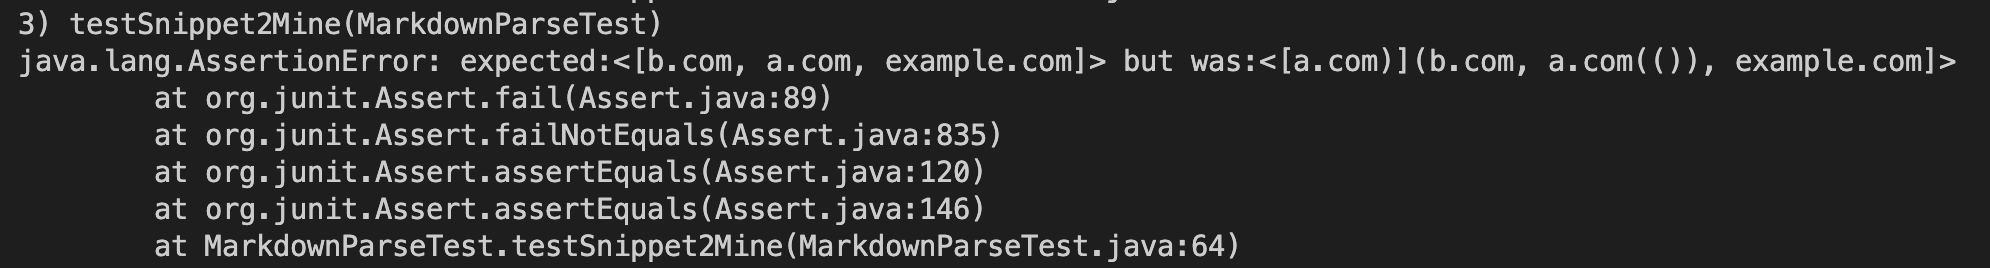 3) testSnippet2Mine(MarkdownParseTest)
java.lang.AssertionError: expected:<[b.com, a.com, example.com]> but was:<[a.com)](b.com, a.com(()), example.com]>
at org.junit.Assert.fail(Assert.java:89)
at org.junit.Assert.failNotEquals(Assert.java:835)
at org.junit.Assert.assertEquals(Assert.java:120)
at org.junit.Assert.assertEquals(Assert.java:146)
at MarkdownParseTest.testSnippet2Mine(MarkdownParseTest.java:64)